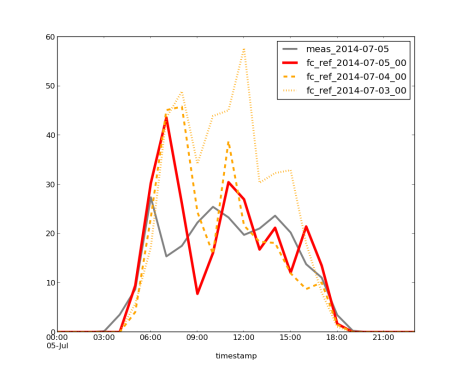 60
50
40
30
20
10
0
meas_2014-07-05
fc_ref_2014-07-05_00
fc_ref_2014-07-04_00
fc_ref_2014-07-03_00
00:00 03:00 06:00 09:00 12:00 15:00 18:00 21:00
05-Jul
timestamp